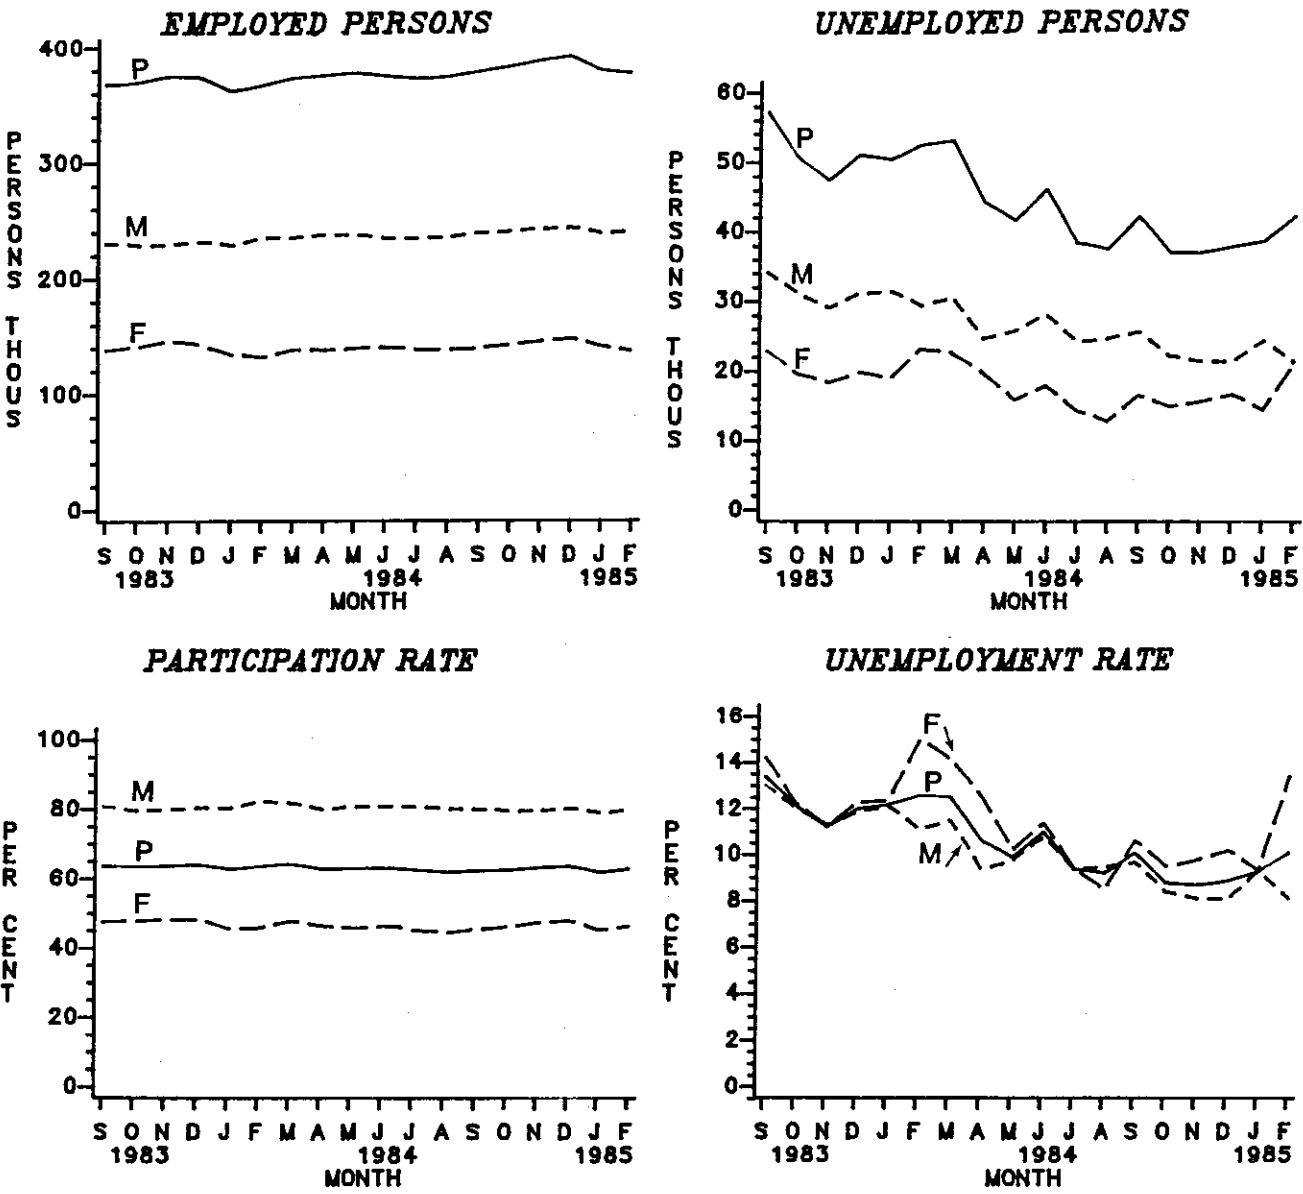 EMPLOYED PERSONS
400
300
200
100
0
PERSONS THOUS
P
M
F
S O N D J F M A M J J A S O N D J F
1983 1984 1985
MONTH
UNEMPLOYED PERSONS
60
50
40
30
20
10
0
PERSONS THOUS
P
M
F
S O N D J F M A M J J A S O N D J F
1983 1984 1985
MONTH
PARTICIPATION RATE
100
80
60
40
20
0
PER CENT
M
P
F
S O N D J F M A M J J A S O N D J F
1983 1984 1985
MONTH
UNEMPLOYMENT RATE
16
14
12
10
8
6
4
2
0
PER CENT
F
P
M
S O N D J F M A M J J A S O N D J F
1983 1984 1985
MONTH